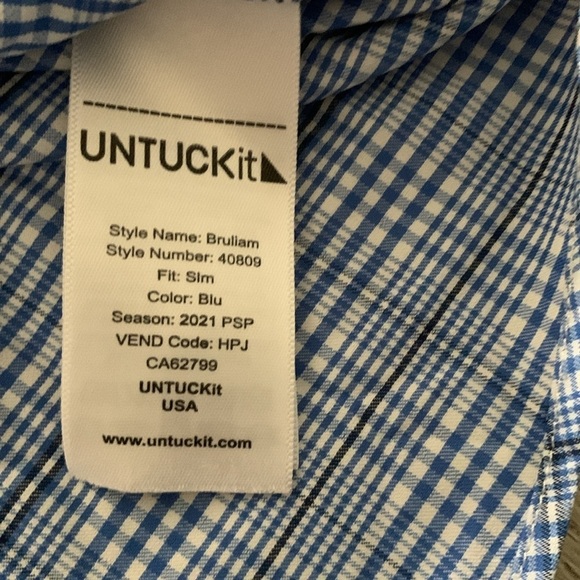 UNTUCKit
Style Name: Bruliam
Style Number: 40809
Fit: Slm
Color: Blu
Season: 2021 PSP
VEND Code: HPJ
CA62799
UNTUCKit
USA
www.untuckit.com